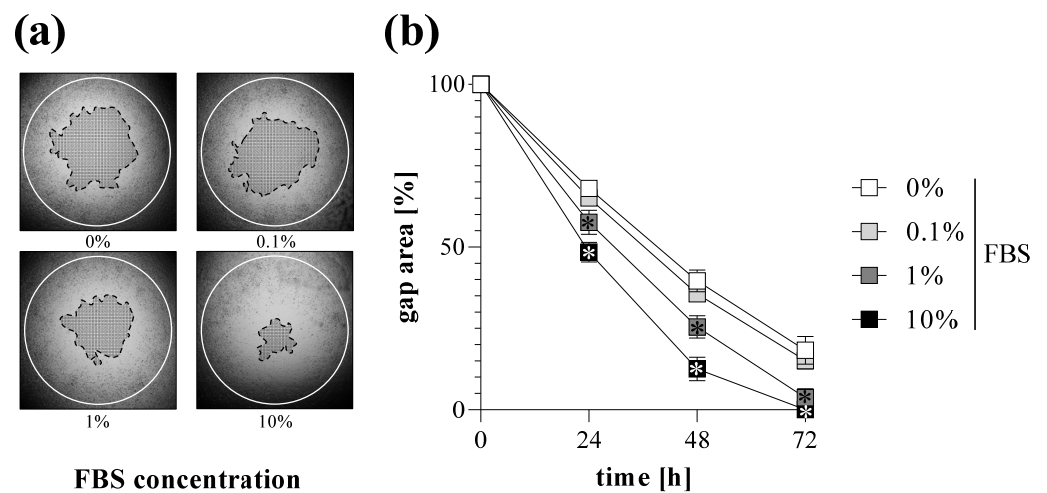 (a)
0%
0.1%
1%
10%
FBS concentration
(b)
gap area [%]
100
50
0
0
24
48
72
time [h]
0%
0.1%
1%
10%
FBS